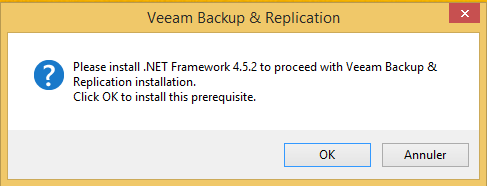 Veeam Backup & Replication
Please install .NET Framework 4.5.2 to proceed with Veeam Backup &
Replication installation.
Click OK to install this prerequisite.
OK
Annuler